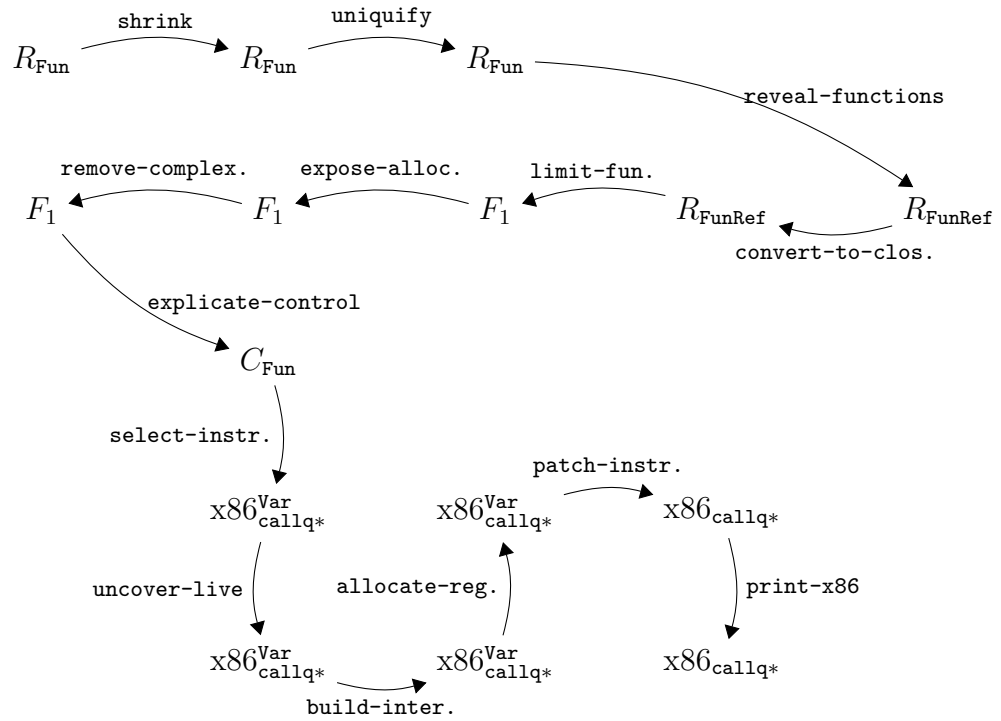 shrink uniquify
R_Fun R_Fun R_Fun
reveal-functions
remove-complex. expose-alloc. limit-fun.
F_1 F_1 F_1 R_FunRef R_FunRef
convert-to-clos.
explicate-control
C_Fun
select-instr.
patch-instr.
x86^Var_callq* x86^Var_callq* x86_callq*
uncover-live allocate-reg. print-x86
x86^Var_callq* x86^Var_callq* x86_callq*
build-inter.